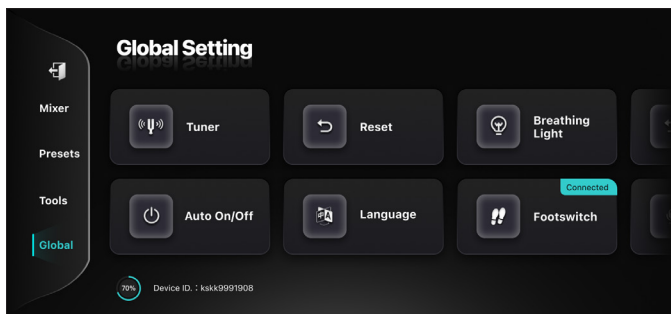 Global Setting
Mixer
Presets
Tools
Global
Tuner
Reset
Breathing
Light
Auto On/Off
Language
Connected
Footswitch
70%
Device ID. : kskk9991908